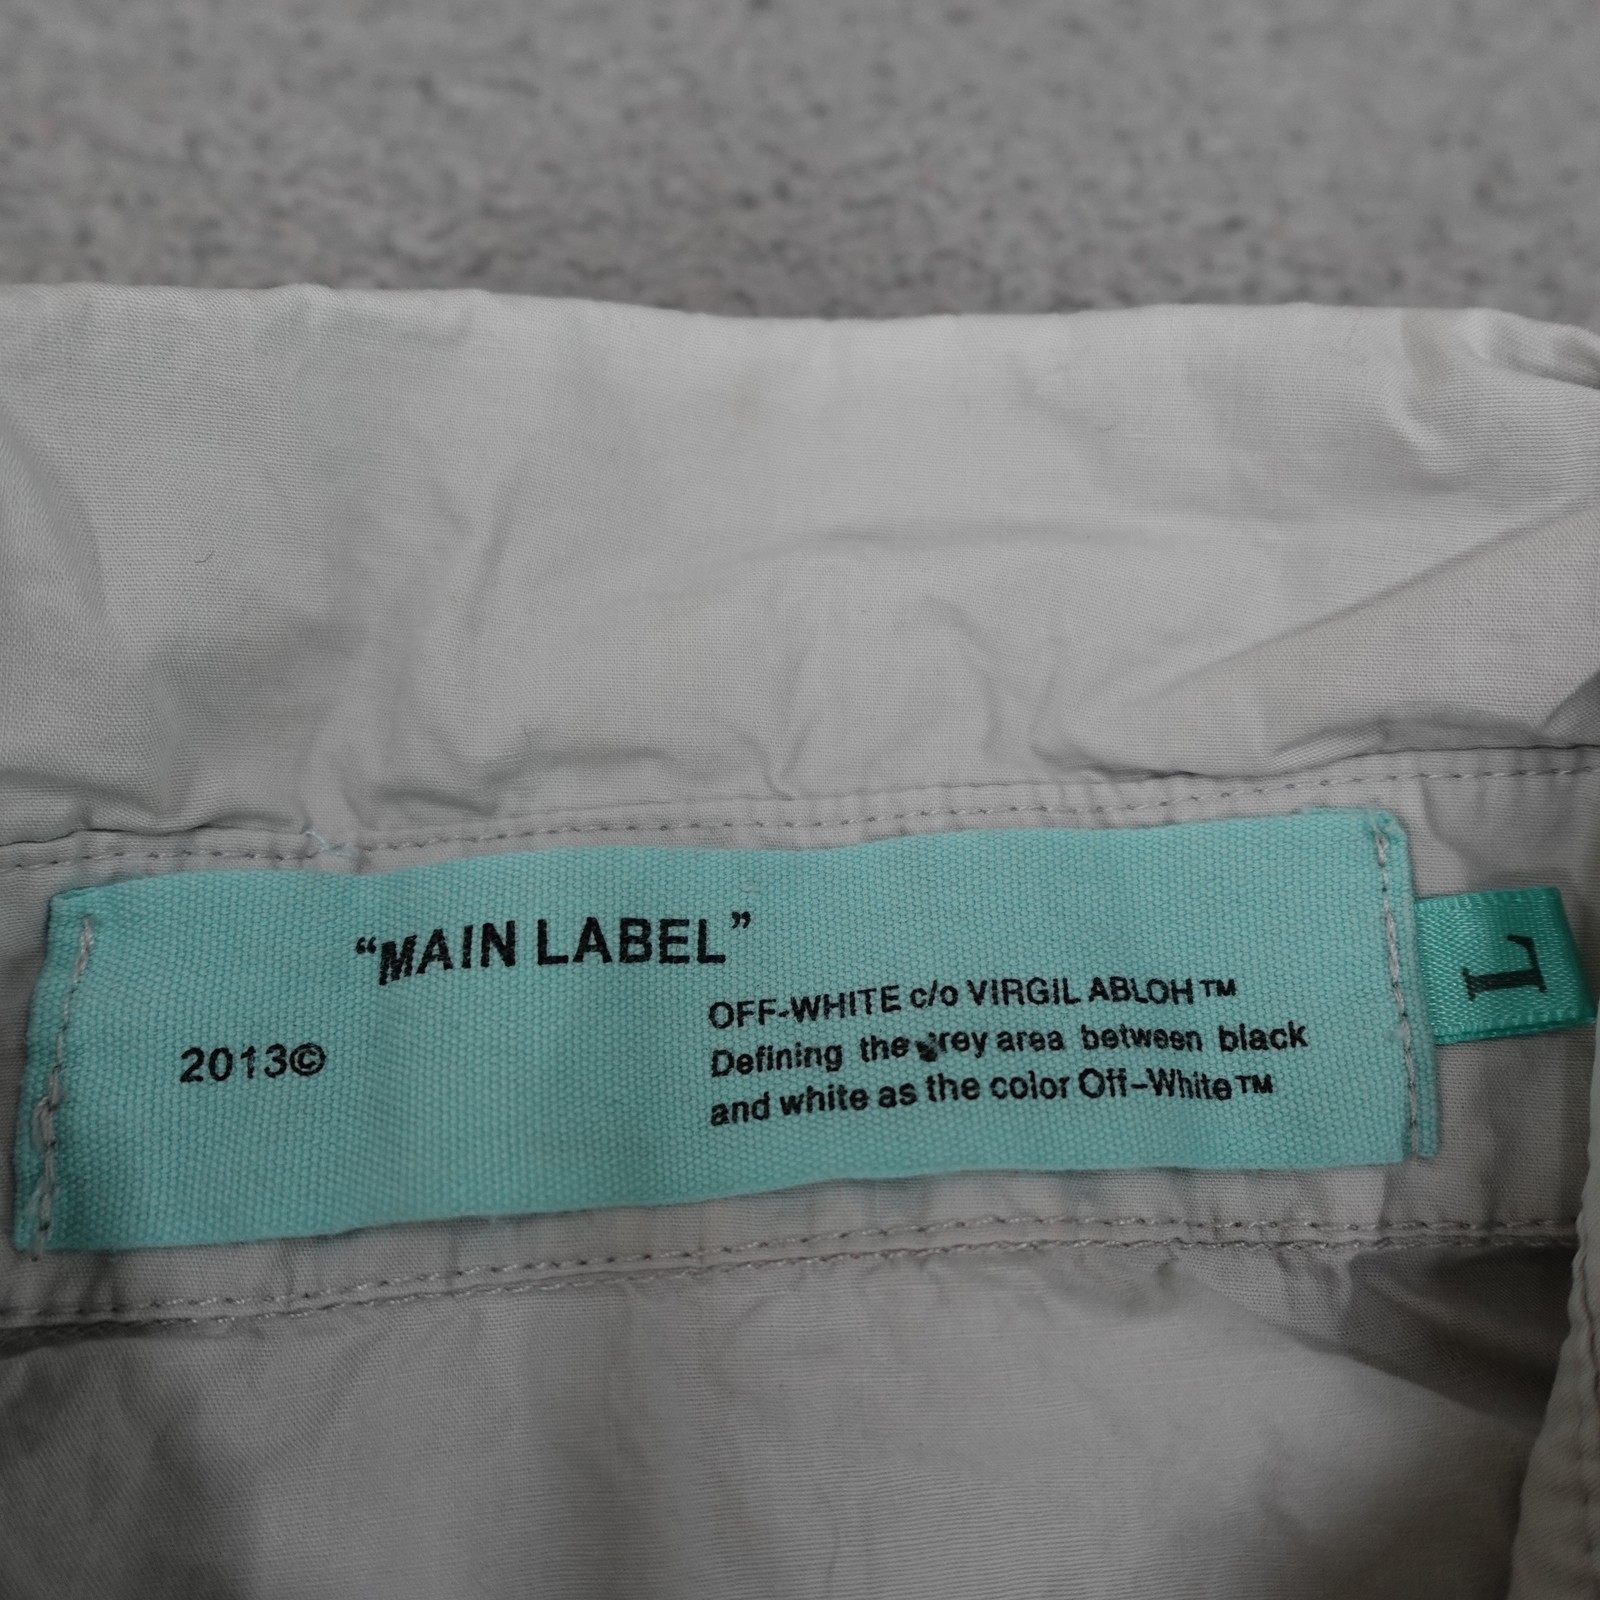 “MAIN LABEL”
2013©
OFF-WHITE c/o VIRGIL ABLOH™
Defining the grey area between black
and white as the color Off-White™
L